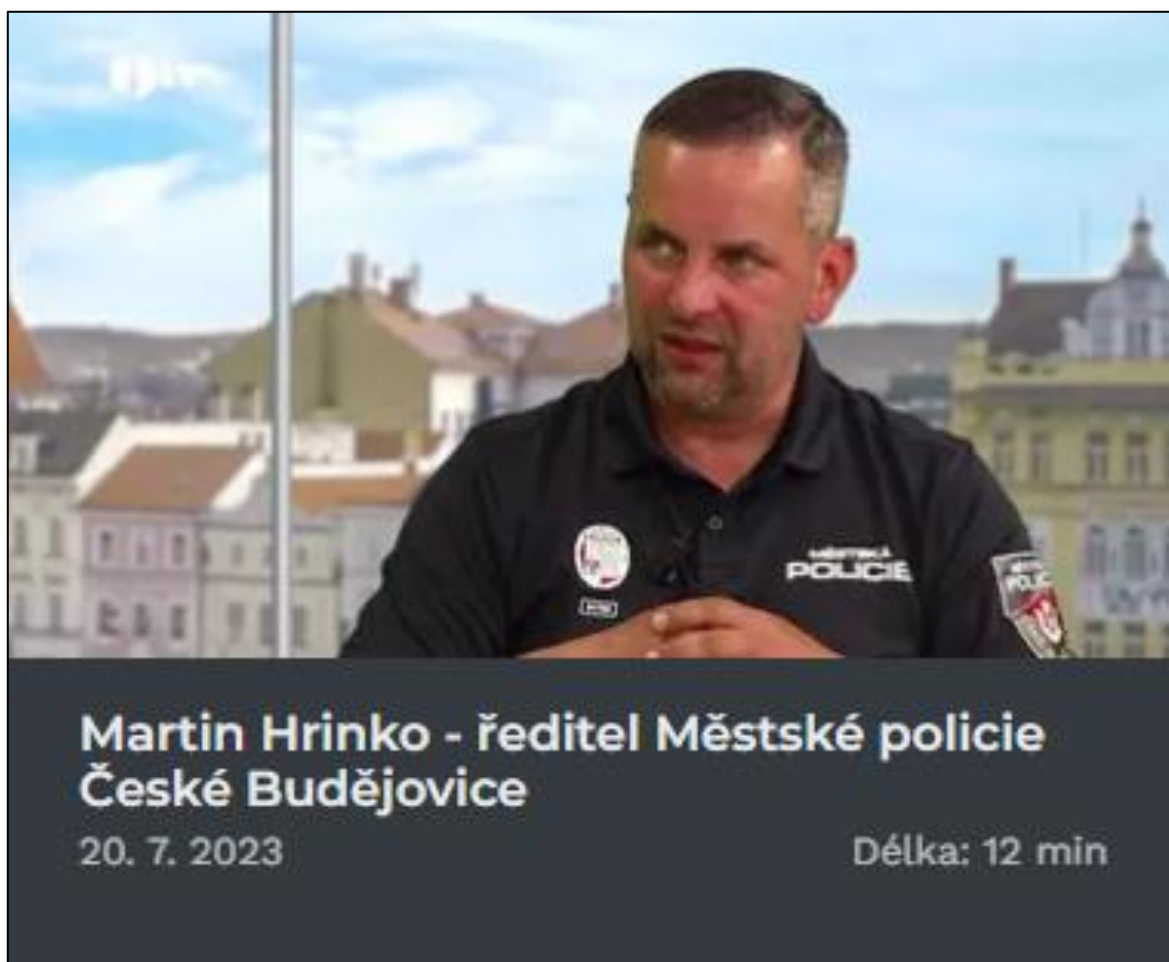 MĚSTSKÁ
POLICIE
Martin Hrinko - ředitel Městské policie
České Budějovice
20. 7. 2023
Délka: 12 min